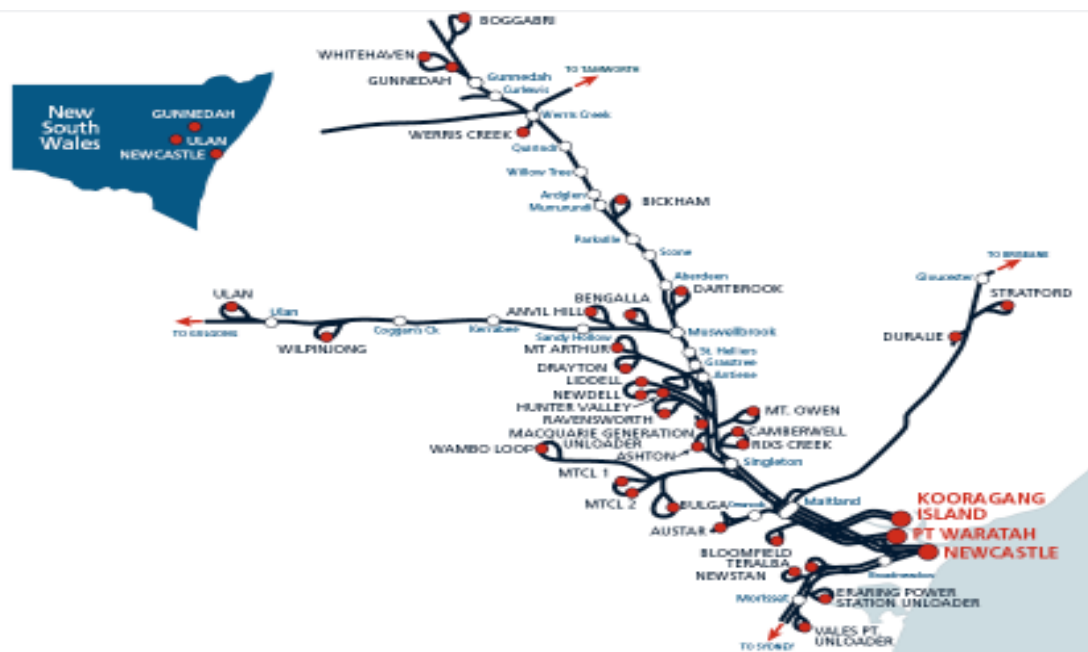 BOGGABRI
WHITEHAVEN
GUNNEDAH
Gunnedah
Curlewis
TO TAMWORTH
New
South
Wales
GUNNEDAH
ULAN
NEWCASTLE
Werris Creek
WERRIS CREEK
Quirindi
Willow Tree
Ardglen
Murrurundi
BICKHAM
Parkville
Scone
TO BRISBANE
Gloucester
Aberdeen
DARTBROOK
STRATFORD
ULAN
Ulan
ANVIL HILL
BENGALLA
TO GULGONG
Coggans Ck
Kerrabee
Sandy Hollow
Muswellbrook
DURALIE
WILPINJONG
MT ARTHUR
St. Heliers
Grasstree
DRAYTON
Antiene
LIDDELL
NEWDELL
HUNTER VALLEY
RAVENSWORTH
MT. OWEN
MACQUARIE GENERATION
UNLOADER
CAMBERWELL
RIXS CREEK
WAMBO LOOP
ASHTON
Singleton
MTCL 1
MTCL 2
BULGA
Maitland
KOORAGANG
ISLAND
AUSTAR
PT WARATAH
NEWCASTLE
BLOOMFIELD
TERALBA
NEWSTAN
Broadmeadow
Morisset
ERARING POWER
STATION UNLOADER
VALES PT.
UNLOADER
TO SYDNEY